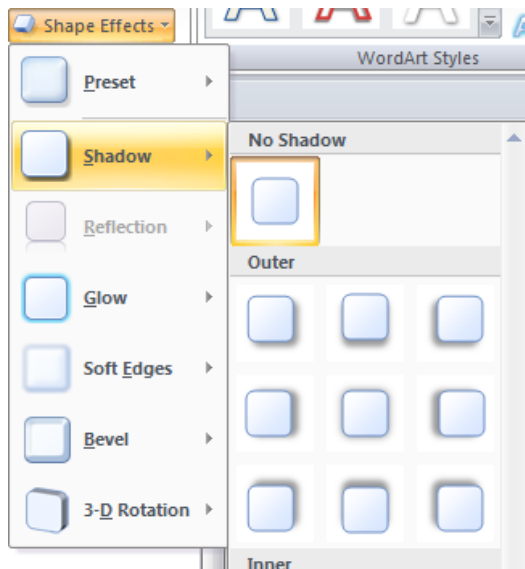 Shape Effects
WordArt Styles
Preset
Shadow
Reflection
Glow
Soft Edges
Bevel
3-D Rotation
No Shadow
Outer
Inner